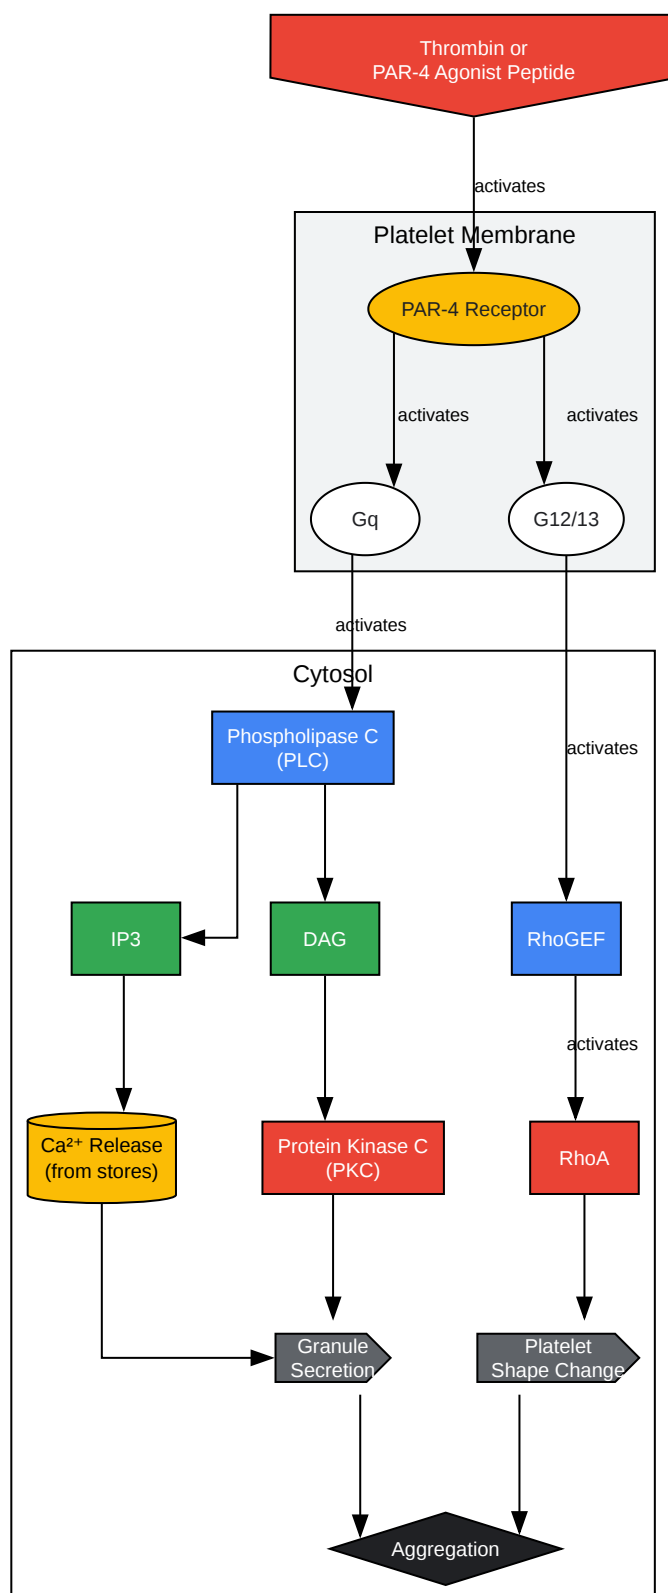 Thrombin or
PAR-4 Agonist Peptide
activates
Platelet Membrane
PAR-4 Receptor
activates
activates
Gq
G12/13
activates
Cytosol
Phospholipase C
(PLC)
activates
IP3
DAG
RhoGEF
activates
Ca²⁺ Release
(from stores)
Protein Kinase C
(PKC)
RhoA
Granule
Secretion
Platelet
Shape Change
Aggregation